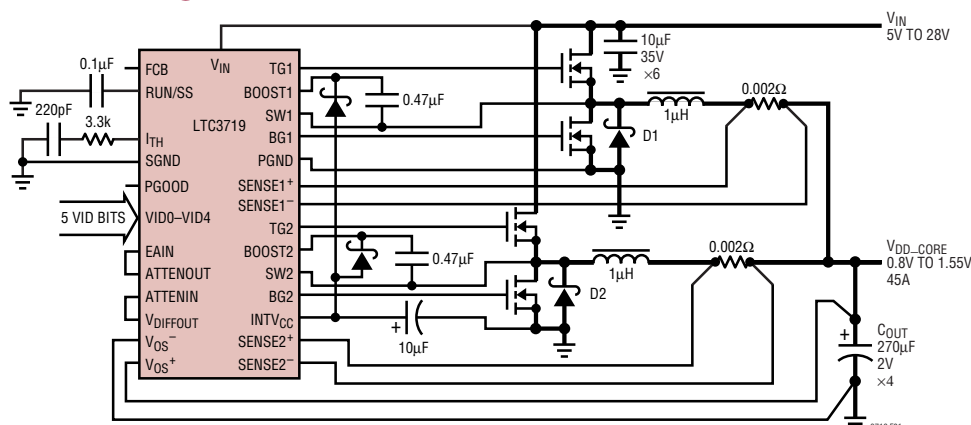 VIN
5V TO 28V
10µF
35V
×6
0.1µF
FCB
VIN
TG1
BOOST1
0.47µF
0.002Ω
RUN/SS
220pF
3.3k
LTC3719
SW1
1µH
BG1
D1
ITH
SGND
PGND
PGOOD
SENSE1+
SENSE1−
5 VID BITS
VID0–VID4
TG2
BOOST2
0.47µF
0.002Ω
VDD_CORE
0.8V TO 1.55V
45A
EAIN
ATTENOUT
SW2
1µH
BG2
D2
ATTENIN
VDIFFOUT
INTVCC
+
10µF
VOS−
SENSE2+
VOS+
SENSE2−
+
COUT
270µF
2V
×4